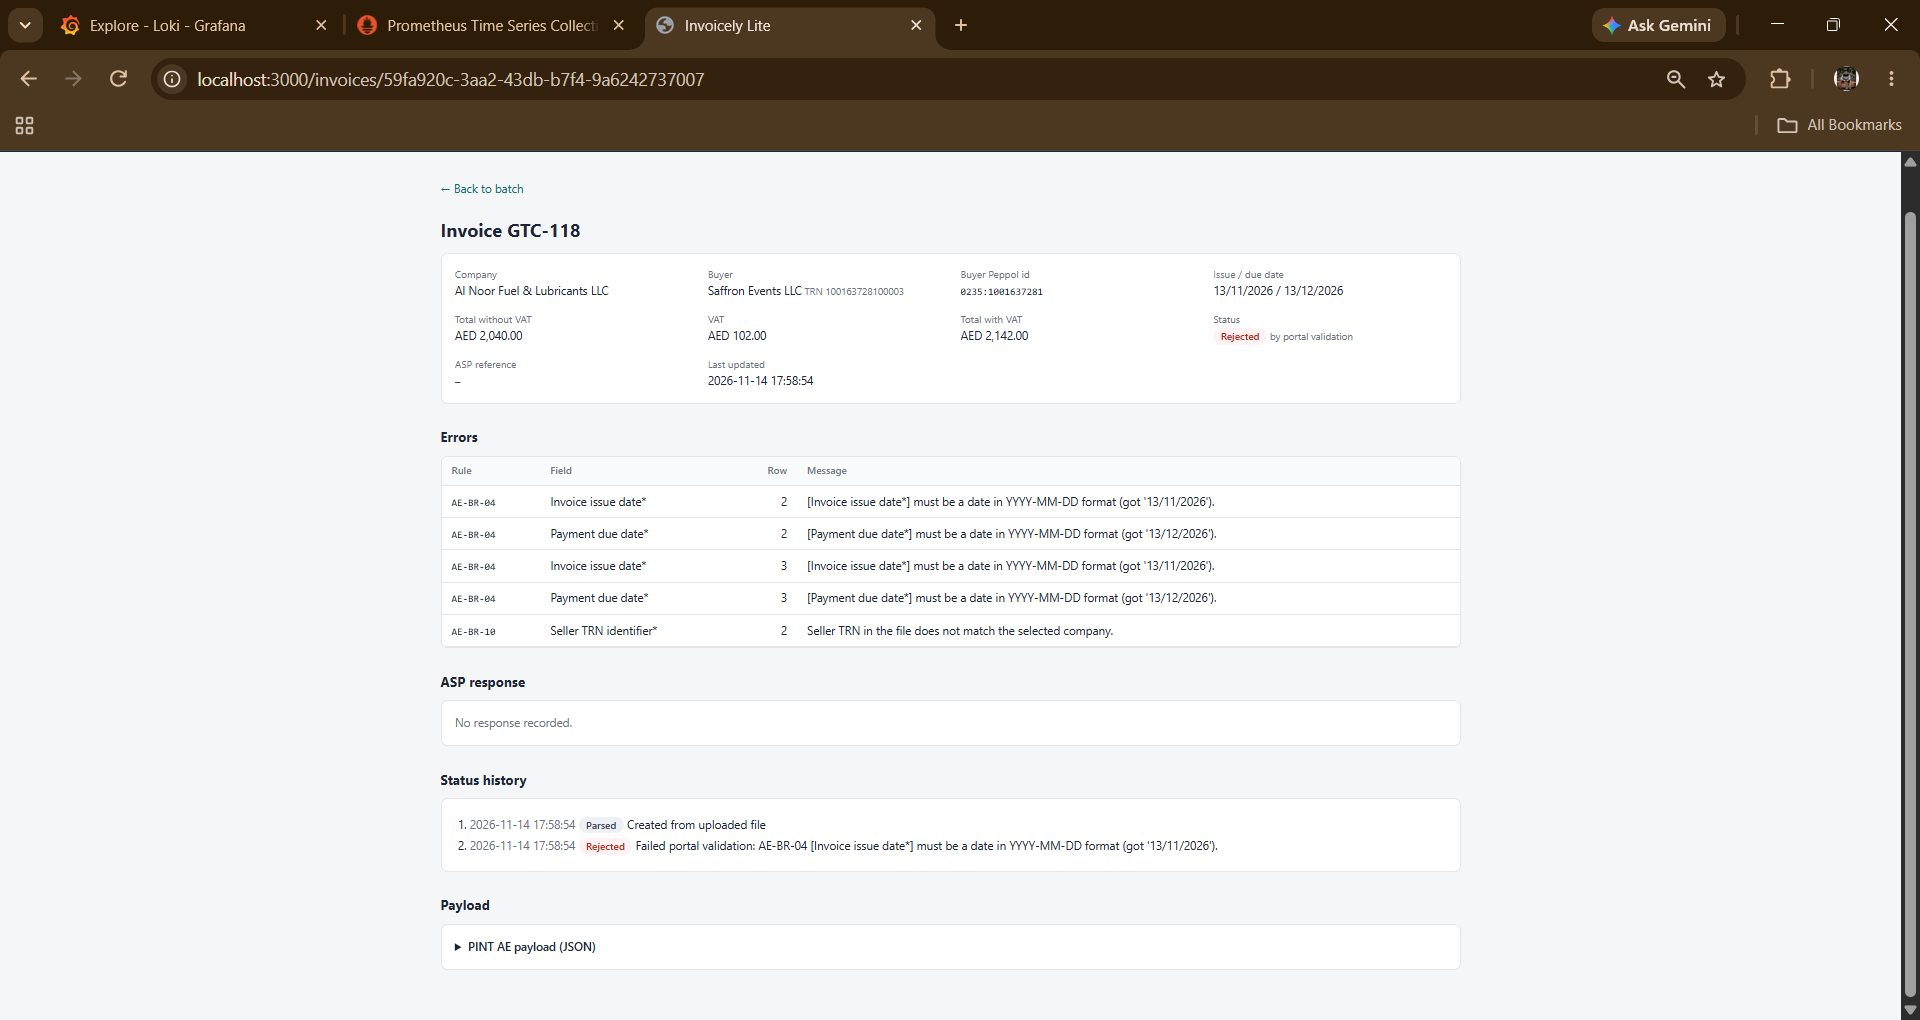 Explore - Loki - Grafana
Prometheus Time Series Collecti
Invoicely Lite
Ask Gemini
localhost:3000/invoices/59fa920c-3aa2-43db-b7f4-9a6242737007
All Bookmarks
← Back to batch
Invoice GTC-118
Company
Al Noor Fuel & Lubricants LLC
Buyer
Saffron Events LLC TRN 100163728100003
Buyer Peppol id
0235:1001637281
Issue / due date
13/11/2026 / 13/12/2026
Total without VAT
AED 2,040.00
VAT
AED 102.00
Total with VAT
AED 2,142.00
Status
Rejected by portal validation
ASP reference
–
Last updated
2026-11-14 17:58:54
Errors
Rule Field Row Message
AE-BR-04 Invoice issue date* 2 [Invoice issue date*] must be a date in YYYY-MM-DD format (got '13/11/2026').
AE-BR-04 Payment due date* 2 [Payment due date*] must be a date in YYYY-MM-DD format (got '13/12/2026').
AE-BR-04 Invoice issue date* 3 [Invoice issue date*] must be a date in YYYY-MM-DD format (got '13/11/2026').
AE-BR-04 Payment due date* 3 [Payment due date*] must be a date in YYYY-MM-DD format (got '13/12/2026').
AE-BR-10 Seller TRN identifier* 2 Seller TRN in the file does not match the selected company.
ASP response
No response recorded.
Status history
1. 2026-11-14 17:58:54 Parsed Created from uploaded file
2. 2026-11-14 17:58:54 Rejected Failed portal validation: AE-BR-04 [Invoice issue date*] must be a date in YYYY-MM-DD format (got '13/11/2026').
Payload
▶ PINT AE payload (JSON)